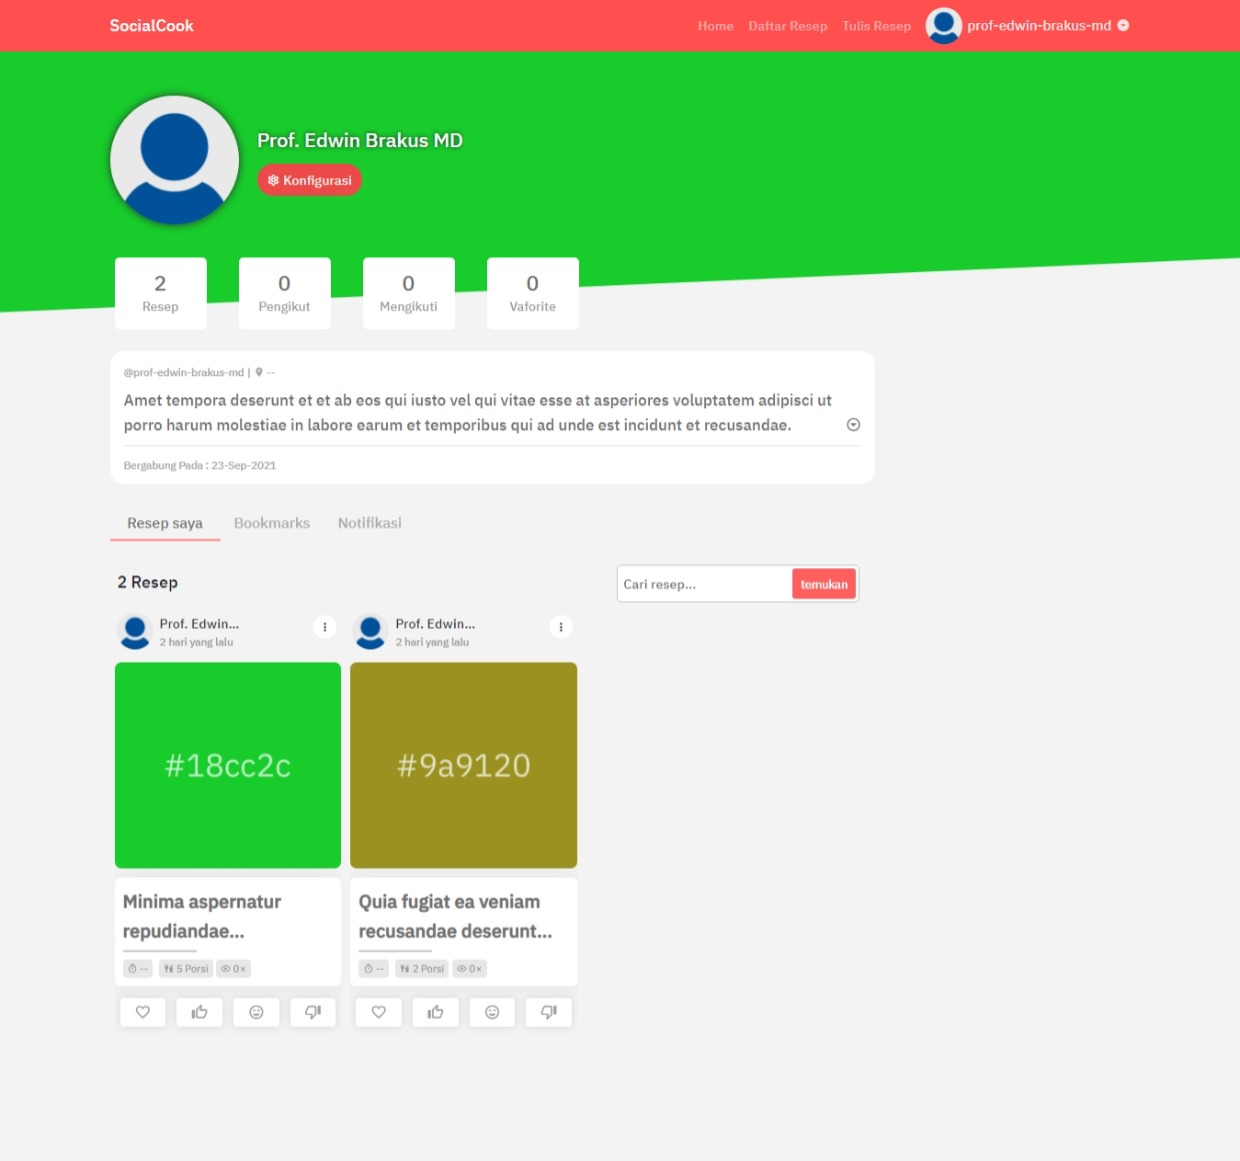 SocialCook
Home
Daftar Resep
Tulis Resep
prof-edwin-brakus-md
Prof. Edwin Brakus MD
Konfigurasi
2
Resep
0
Pengikut
0
Mengikuti
0
Vaforite
@prof-edwin-brakus-md | --
Amet tempora deserunt et et ab eos qui iusto vel qui vitae esse at asperiores voluptatem adipisci ut
porro harum molestiae in labore earum et temporibus qui ad unde est incidunt et recusandae.
Bergabung Pada : 23-Sep-2021
Resep saya
Bookmarks
Notifikasi
2 Resep
Cari resep...
temukan
Prof. Edwin...
2 hari yang lalu
#18cc2c
Minima aspernatur
repudiandae...
--
5 Porsi
0×
Prof. Edwin...
2 hari yang lalu
#9a9120
Quia fugiat ea veniam
recusandae deserunt...
--
2 Porsi
0×